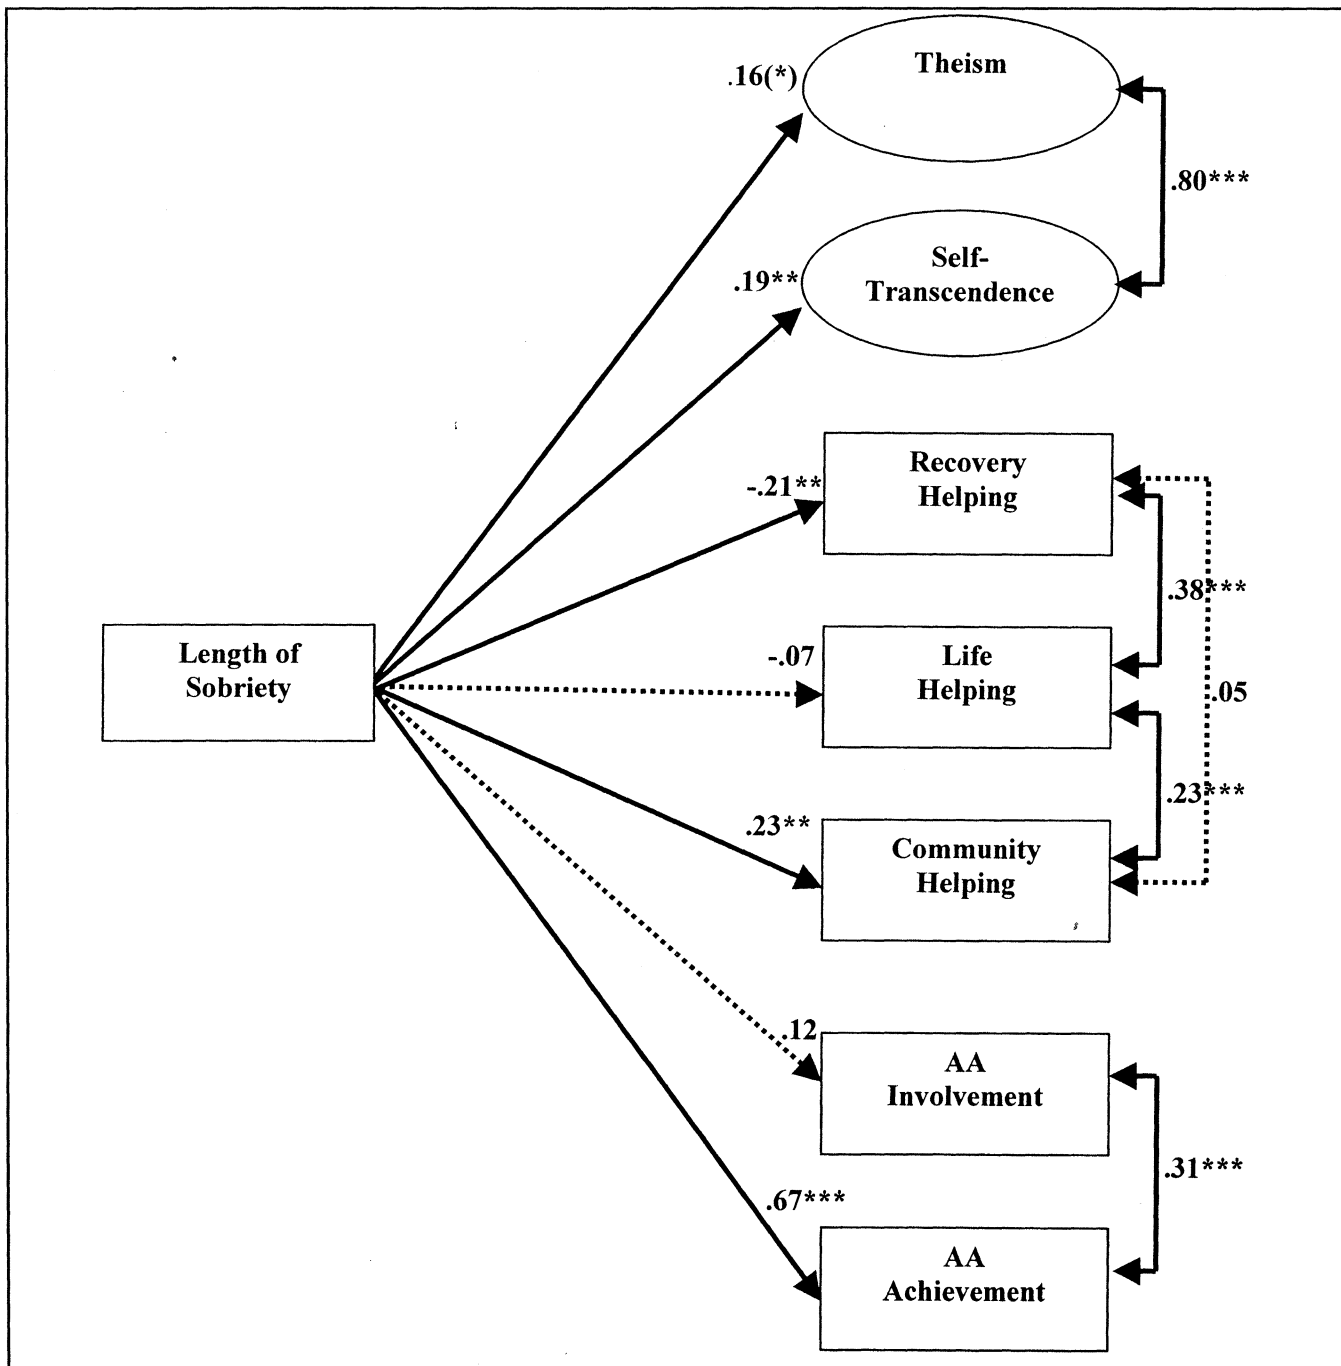 Theism
.16(*)
.80***
Self-
Transcendence
.19**
Recovery
Helping
-.21**
.38***
Length of
Sobriety
-.07
Life
Helping
.05
.23***
.23**
Community
Helping
.12
AA
Involvement
.31***
.67***
AA
Achievement